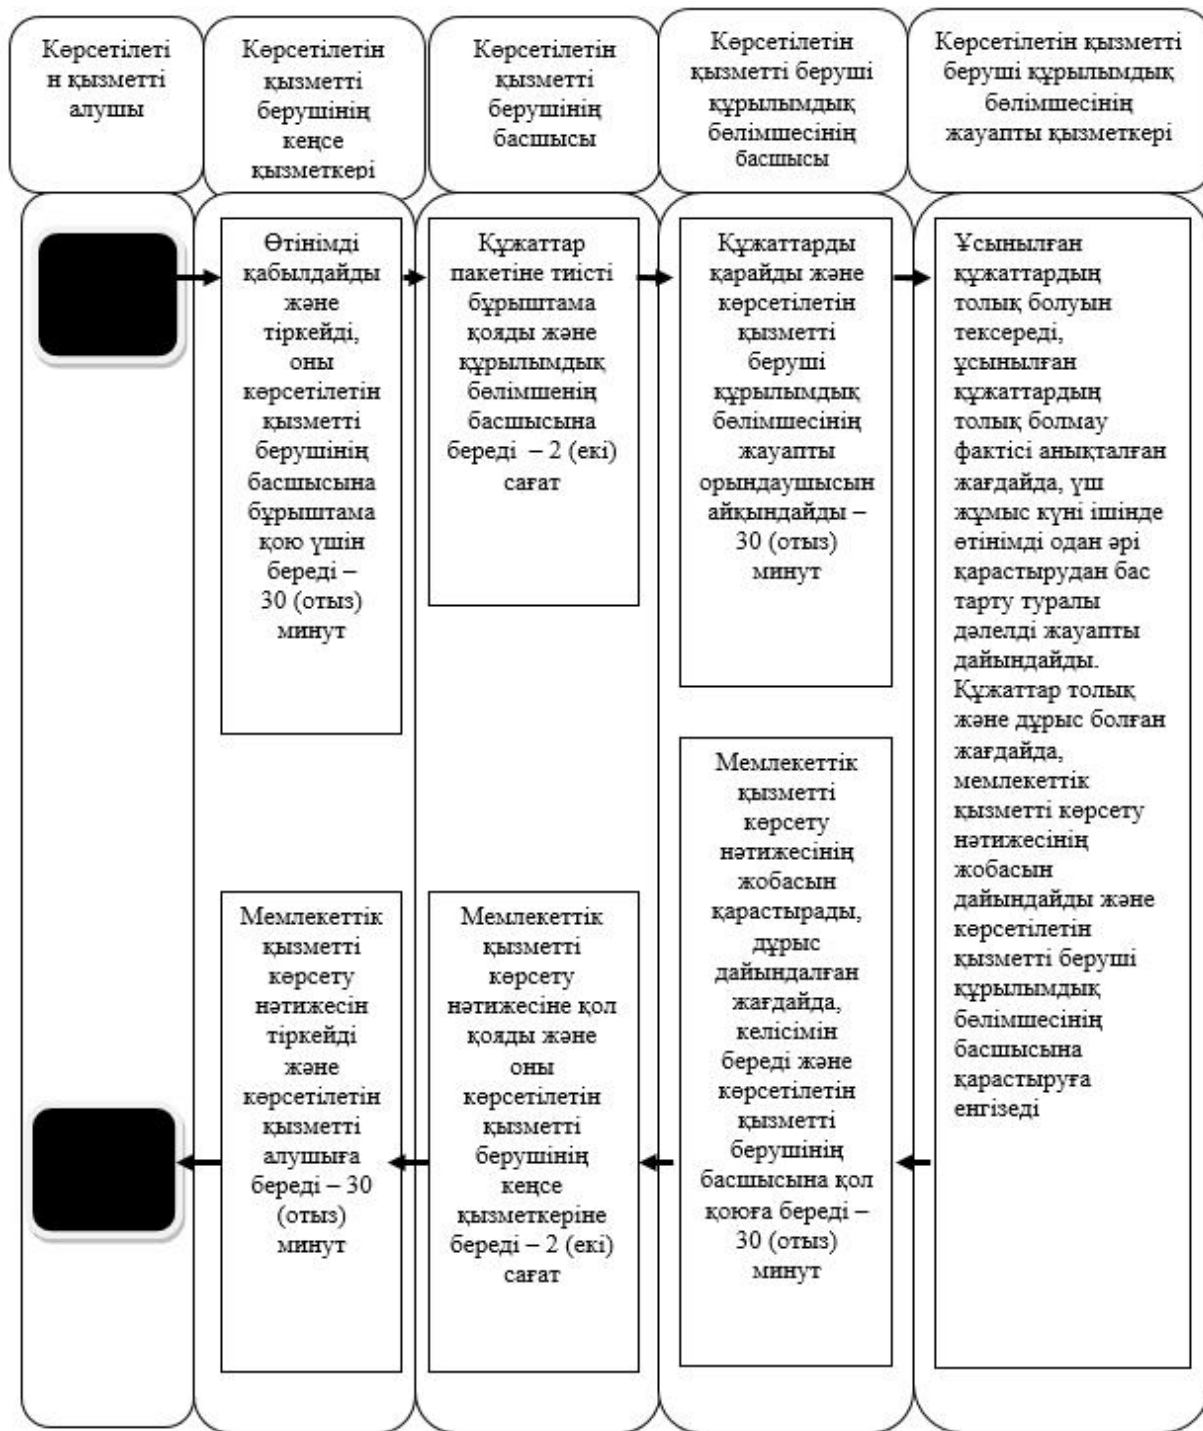 Көрсетілеті
н қызметті
алушы
Көрсетілетін
қызметті
берушінің
кеңсе
қызметкері
Көрсетілетін
қызметті
берушінің
басшысы
Көрсетілетін
қызметті беруші
құрылымдық
бөлімшесінің
басшысы
Көрсетілетін қызметті
беруші құрылымдық
бөлімшесінің
жауапты қызметкері
Өтінімді
қабылдайды
және
тіркейді,
оны
көрсетілетін
қызметті
берушінің
басшысына
бұрыштама
қою үшін
береді –
30 (отыз)
минут
Құжаттар
пакетіне тиісті
бұрыштама
қояды және
құрылымдық
бөлімшенің
басшысына
береді – 2 (екі)
сағат
Құжаттарды
қарайды және
көрсетілетін
қызметті
беруші
құрылымдық
бөлімшесінің
жауапты
орындаушысын
айқындайды –
30 (отыз)
минут
Ұсынылған
құжаттардың
толық болуын
тексереді,
ұсынылған
құжаттардың
толық болмау
фактісі анықталған
жағдайда, үш
жұмыс күні ішінде
өтінімді одан әрі
қарастырудан бас
тарту туралы
дәлелді жауапты
дайындайды.
Құжаттар толық
және дұрыс болған
жағдайда,
мемлекеттік
қызметті көрсету
нәтижесінің
жобасын
дайындайды және
көрсетілетін
қызметті беруші
құрылымдық
бөлімшесінің
басшысына
қарастыруға
енгізеді
Мемлекеттік
қызметті
көрсету
нәтижесін
тіркейді
және
көрсетілетін
қызметті
алушыға
береді – 30
(отыз)
минут
Мемлекеттік
қызметті
көрсету
нәтижесіне қол
қояды және
оны
көрсетілетін
қызметті
берушінің
кеңсе
қызметкеріне
береді – 2 (екі)
сағат
Мемлекеттік
қызметті
көрсету
нәтижесінің
жобасын
қарастырады,
дұрыс
дайындалған
жағдайда,
келісімін
береді және
көрсетілетін
қызметті
берушінің
басшысына қол
қоюға береді –
30 (отыз)
минут